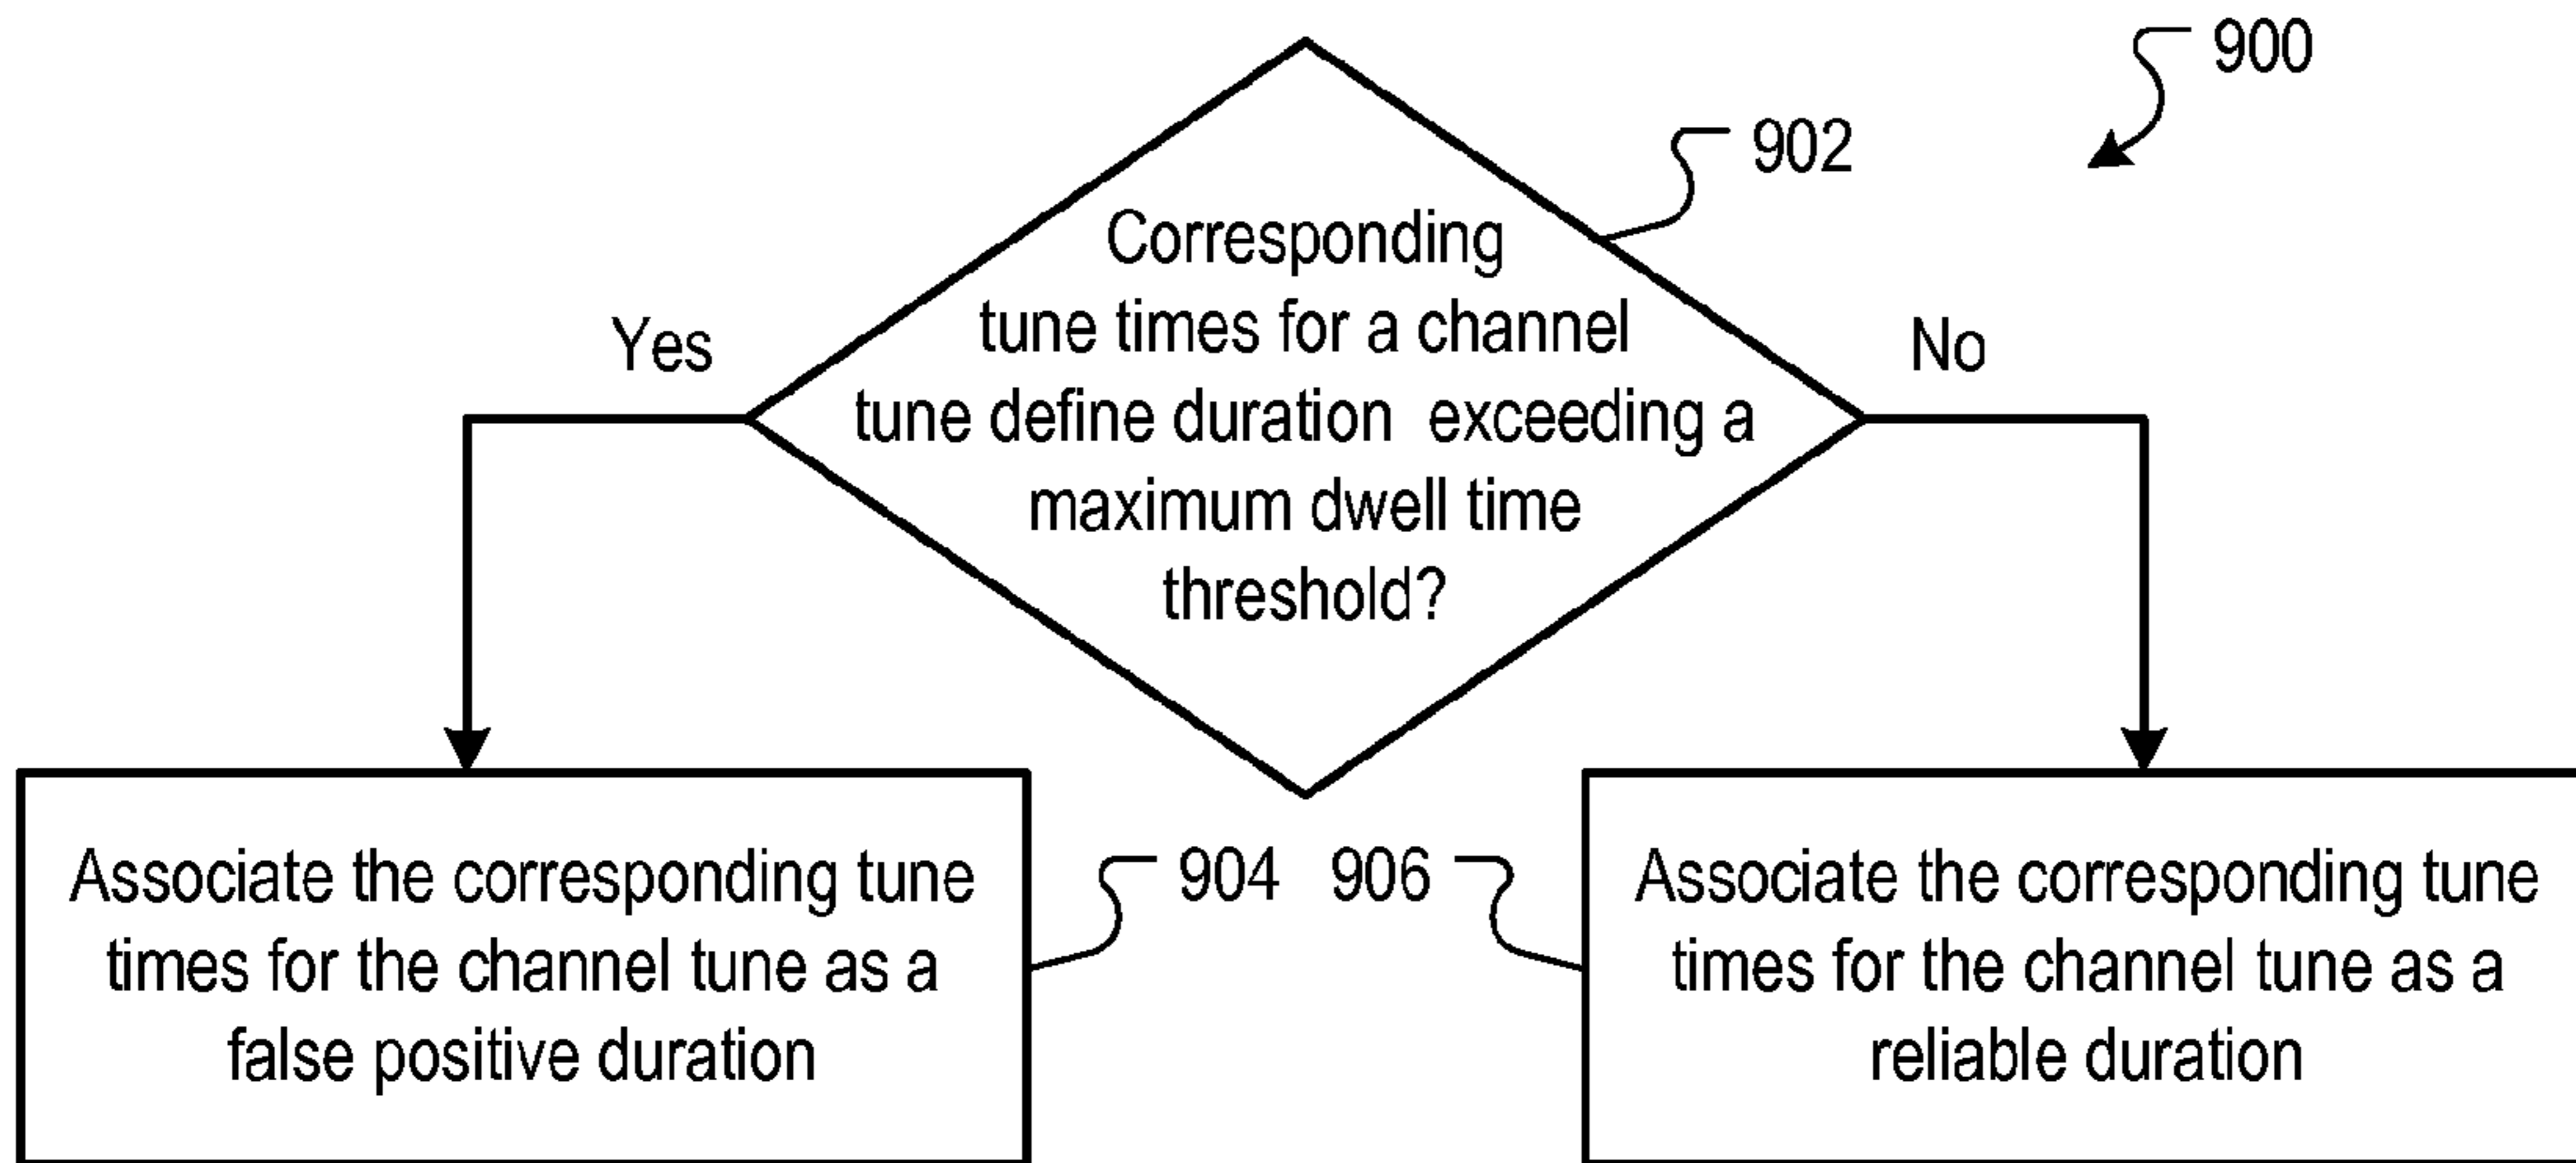 900
902
Corresponding
tune times for a channel
tune define duration exceeding a
maximum dwell time
threshold?
Yes
No
Associate the corresponding tune
times for the channel tune as a
false positive duration
904
906
Associate the corresponding tune
times for the channel tune as a
reliable duration